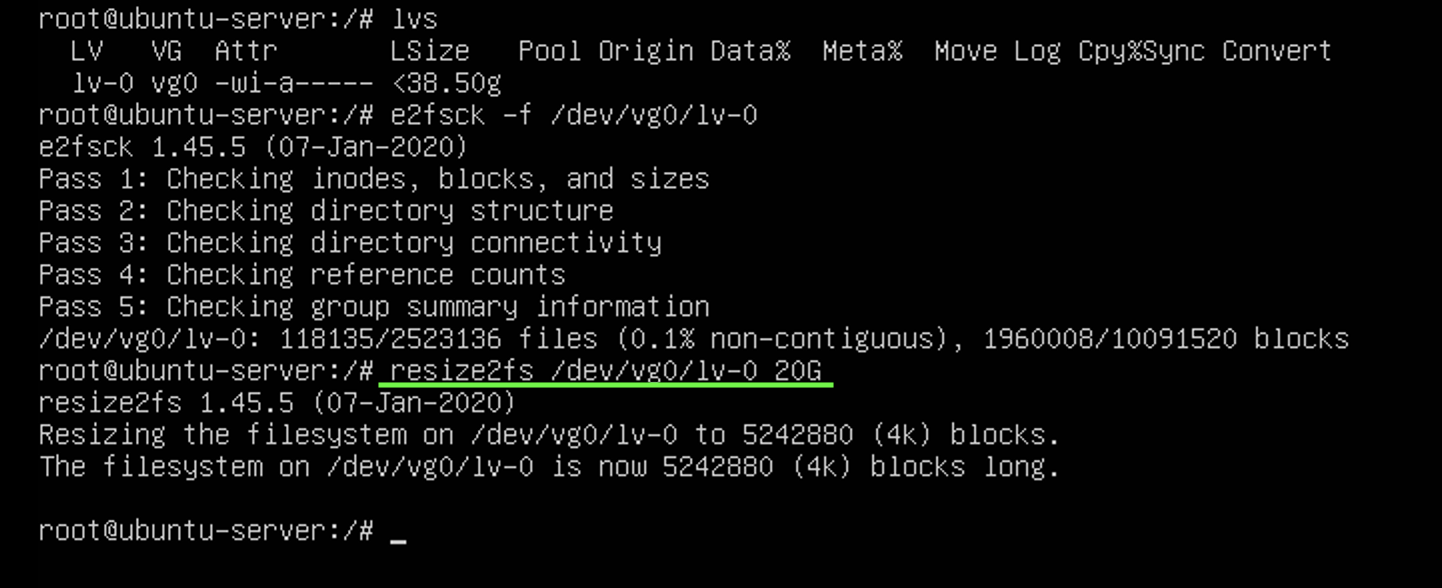 root@ubuntu-server:/# lvs
  LV   VG  Attr       LSize   Pool Origin Data%  Meta%  Move Log Cpy%Sync Convert
  lv-0 vg0 -wi-a----- <38.50g
root@ubuntu-server:/# e2fsck -f /dev/vg0/lv-0
e2fsck 1.45.5 (07-Jan-2020)
Pass 1: Checking inodes, blocks, and sizes
Pass 2: Checking directory structure
Pass 3: Checking directory connectivity
Pass 4: Checking reference counts
Pass 5: Checking group summary information
/dev/vg0/lv-0: 118135/2523136 files (0.1% non-contiguous), 1960008/10091520 blocks
root@ubuntu-server:/# resize2fs /dev/vg0/lv-0 20G
resize2fs 1.45.5 (07-Jan-2020)
Resizing the filesystem on /dev/vg0/lv-0 to 5242880 (4k) blocks.
The filesystem on /dev/vg0/lv-0 is now 5242880 (4k) blocks long.
root@ubuntu-server:/# _